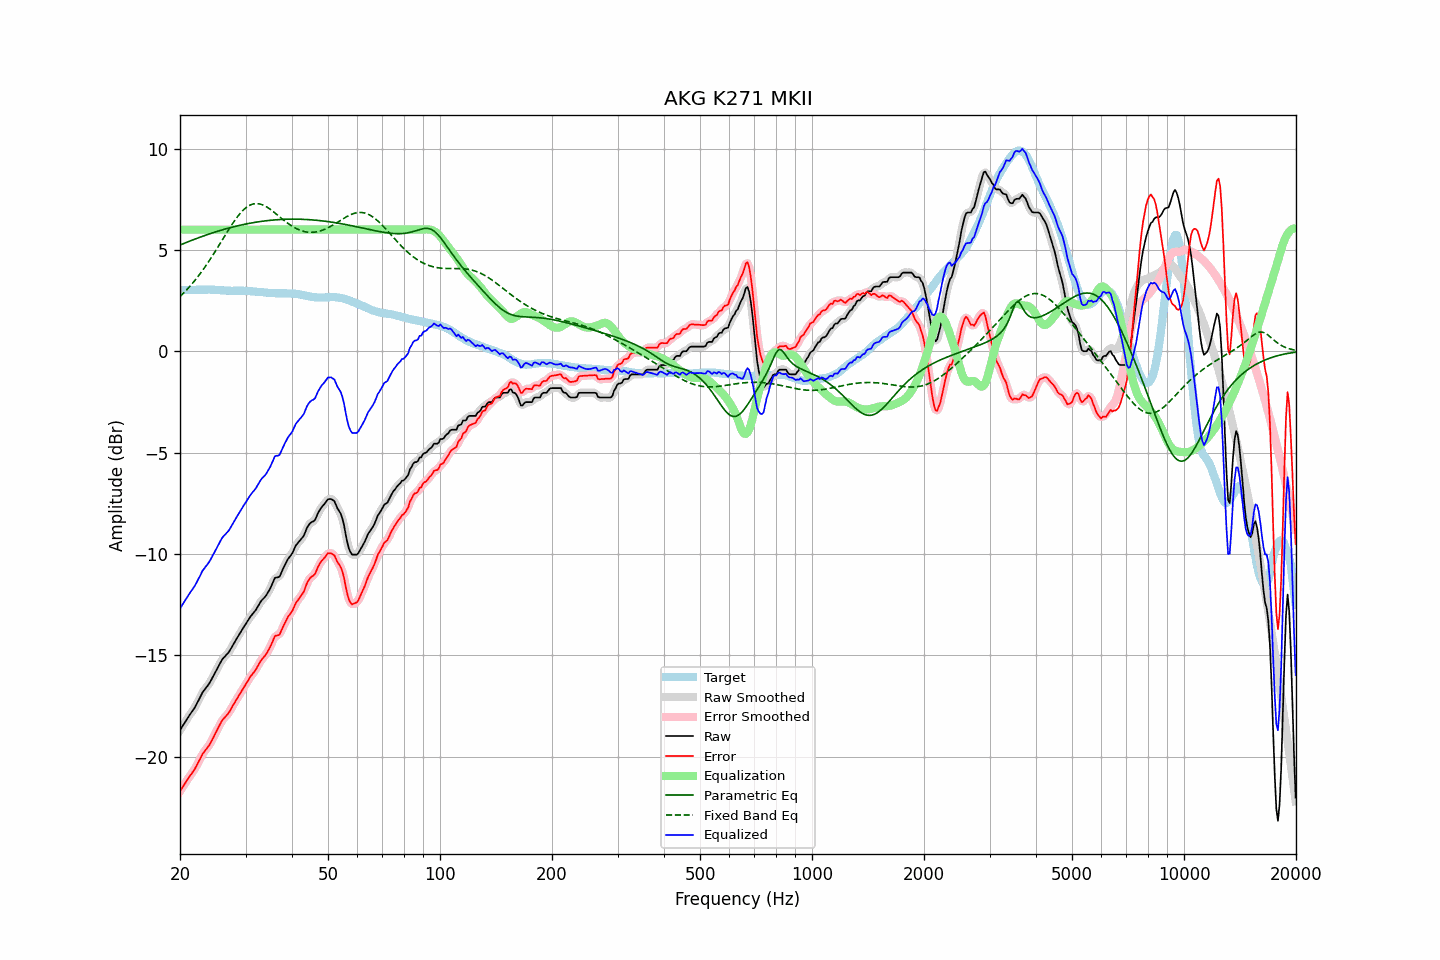 AKG K271 MKII
10
5
0
−5
−10
−15
−20
Amplitude (dBr)
Target
Raw Smoothed
Error Smoothed
Raw
Error
Equalization
Parametric Eq
Fixed Band Eq
Equalized
20 50 100 200 500 1000 2000 5000 10000 20000
Frequency (Hz)